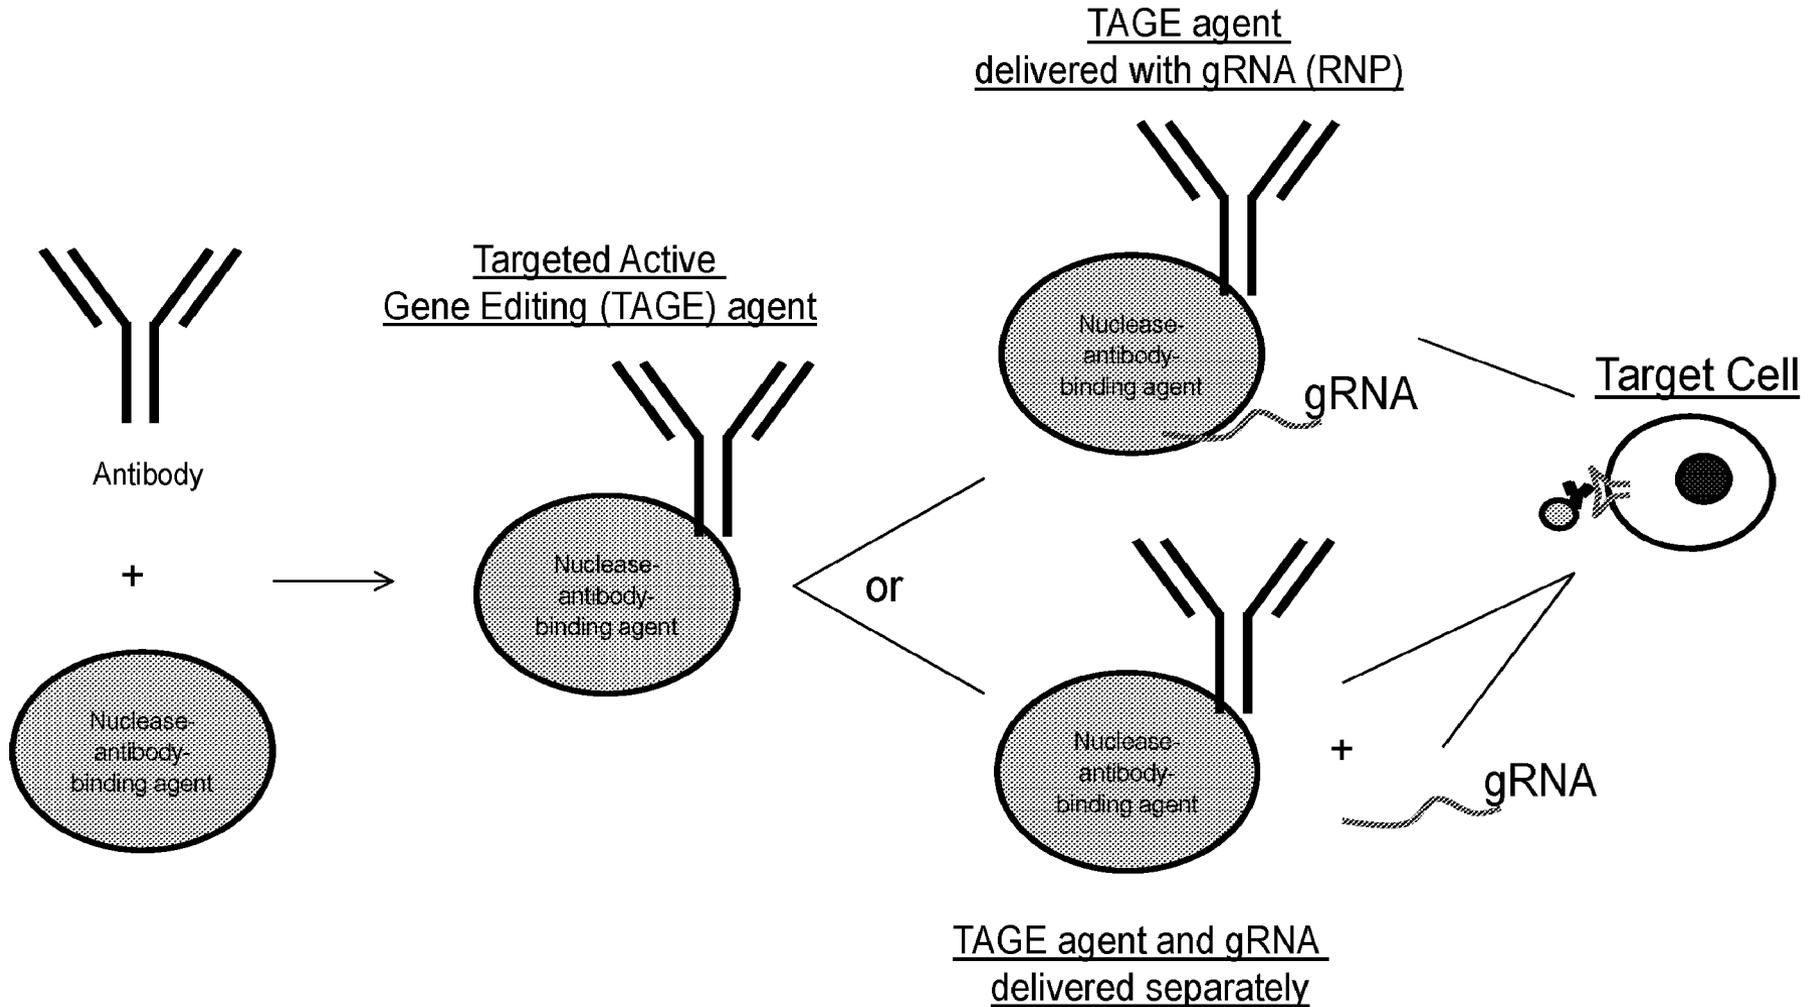 Antibody
+
Nuclease-
antibody-
binding agent
Targeted Active
Gene Editing (TAGE) agent
Nuclease-
antibody-
binding agent
or
TAGE agent
delivered with gRNA (RNP)
Nuclease-
antibody-
binding agent
gRNA
Nuclease-
antibody-
binding agent
+
gRNA
TAGE agent and gRNA
delivered separately
Target Cell